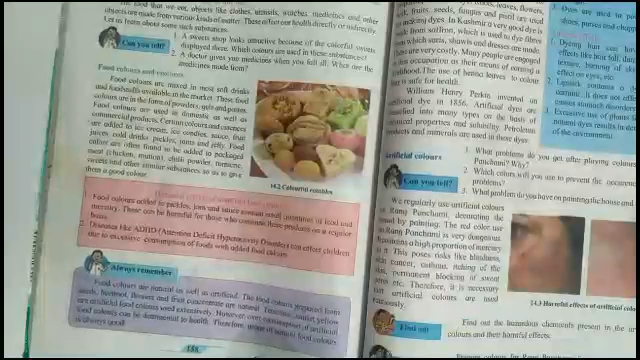 The food that we eat, objects like clothes, utensils, watches, medicines and other
objects are made from various kinds of matter. These affect our health directly or indirectly.
Let us learn about some such substances.
Can you tell?
1. A sweets shop looks attractive because of the colourful sweets
displayed there. Which colours are used in these substances?
2. A doctor gives you medicines when you fall ill. What are the
medicines made from?
Food colours and essences
Food colours are mixed in most soft drinks
and foodstuffs available in the market. These food
colours are in the form of powders, gels and pastes.
Food colours are used in domestic as well as
commercial products. Certain colours and essences
are added to ice cream, ice candies, sauce, fruit
juices, cold drinks, pickles, jams and jelly. Food
colours are often found to be added to packaged
meat (chicken, mutton), chilli powder, turmeric,
sweets and other similar substances so as to give
them a good colour.
14.2 Colourful eatables
1. Food colours added to pickles, jam and sauce contain small quantities of lead and
mercury. These can be harmful for those who consume these products on a regular
basis.
2. Diseases like ADHD (Attention Deficit Hyperactivity Disorder) can affect children
due to excessive consumption of foods with added food colours.
Always remember
Food colours are natural as well as artificial. The food colours prepared from
seeds, beetroot, flowers and fruit concentrate are natural.
are artificial food colours used extensively. However over-consumption of artificial
food colours can be detrimental to health. Therefore, usage of natural food colours
is always good.
158
leaves, flowers,
fruits, seeds, fungus and
making dyes. In Kashmir a very good dye is
made from saffron, which is used to dye fibre
from which saris, shawls and dresses are made.
are very costly. Many people are engaged
this occupation as their means of earning a
livelihood. The use of henna leaves to colour
is safe for health.
William Henry Perkin invented an
artificial dye in 1856. Artificial dyes are
classified into many types on the basis of
properties and solubility. Petroleum
products and minerals are used in these dyes.
1. Dyeing hair can have
effects like hair fall,
texture, burning of
effect on eyes, etc.
2. Lipstick contains a
carmine. It does not
causes stomach disorders
3. Excessive use of plants
natural dyes results in
of the environment.
Artificial colours
Can you tell?
1. What problems do you get after playing colours
Panchami? Why?
2. Which colours will you use to prevent the occurrence
problems?
3. What problem do you have on painting the house and
We regularly use artificial colours
in Rang Panchami, decorating the
by painting. The red colour use
in Rang Panchami is very dangerous
contains a high proportion of mercury
in it. This poses risks like blindness,
skin cancer, asthma, itching of the
skin, permanent blocking of sweat
pores etc. Therefore, it is necessary
that artificial colours are used
cautiously.
14.3 Harmful effects of artificial
Find out
Find out the hazardous chemicals present in the
colours and their harmful effects.